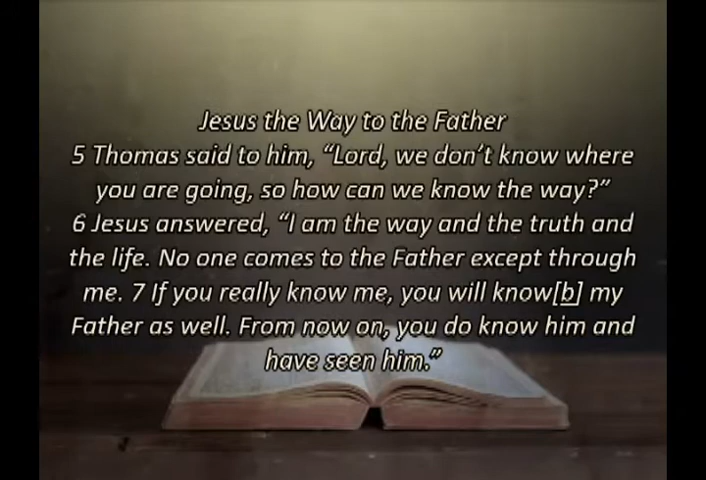 Jesus the Way to the Father
5 Thomas said to him, “Lord, we don’t know where
you are going, so how can we know the way?”
6 Jesus answered, “I am the way and the truth and
the life. No one comes to the Father except through
me. 7 If you really know me, you will know[b] my
Father as well. From now on, you do know him and
have seen him.”